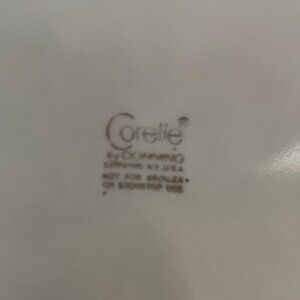 Corelle®
by CORNING
CORNING, N.Y. U.S.A.
NOT FOR BROILER
OR STOVETOP USE